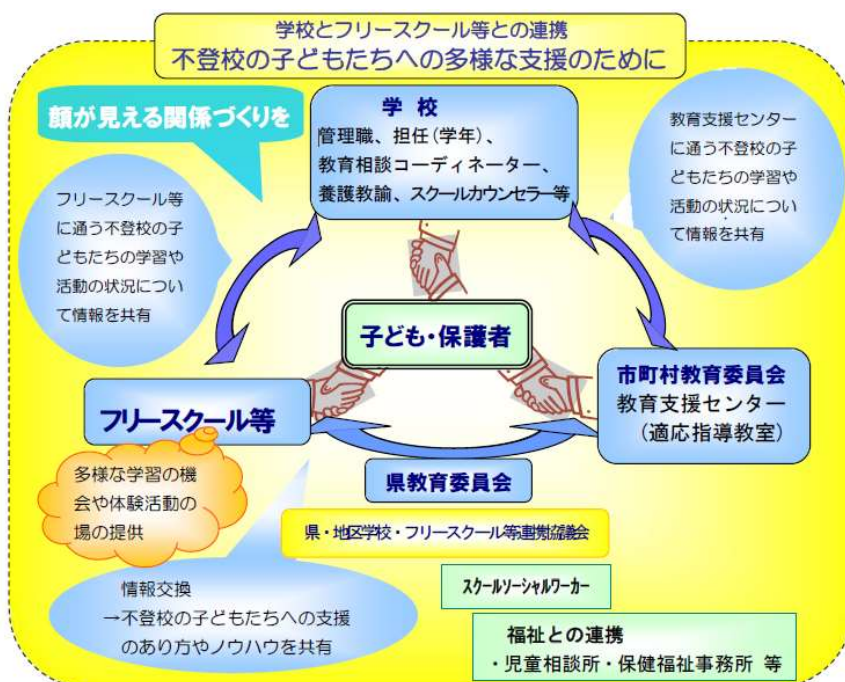 学校とフリースクール等との連携
不登校の子どもたちへの多様な支援のために
顔が見える関係づくりを
学 校
管理職、担任(学年)、
教育相談コーディネーター、
養護教諭、スクールカウンセラー等
教育支援センター
に通う不登校の子
どもたちの学習や
活動の状況につい
て情報を共有
フリースクール等
に通う不登校の子
どもたちの学習や
活動の状況につい
て情報を共有
子ども・保護者
フリースクール等
市町村教育委員会
教育支援センター
(適応指導教室)
多様な学習の機
会や体験活動の
場の提供
県教育委員会
県・地区学校・フリースクール等連携協議会
情報交換
→不登校の子どもたちへの支援
のあり方やノウハウを共有
スクールソーシャルワーカー
福祉との連携
・児童相談所・保健福祉事務所 等